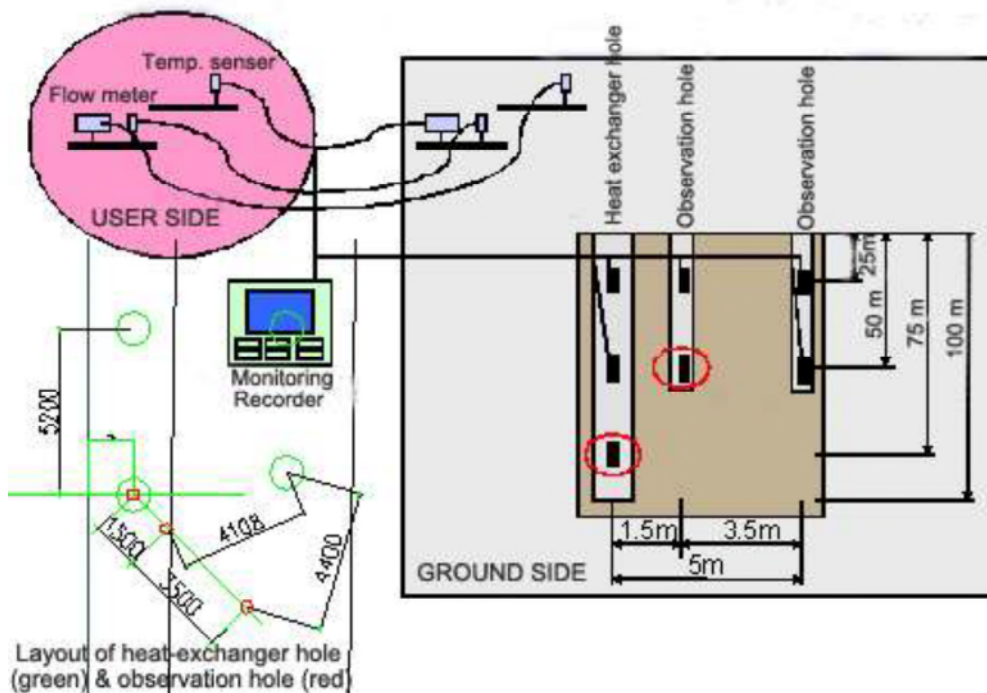 Temp. senser
Flow meter
USER SIDE
Monitoring
Recorder
5200
1500
3500
4108
4400
Layout of heat-exchanger hole
(green) & observation hole (red)
Heat exchanger hole
Observation hole
Observation hole
25m
50 m
75 m
100 m
1.5m
3.5m
5m
GROUND SIDE